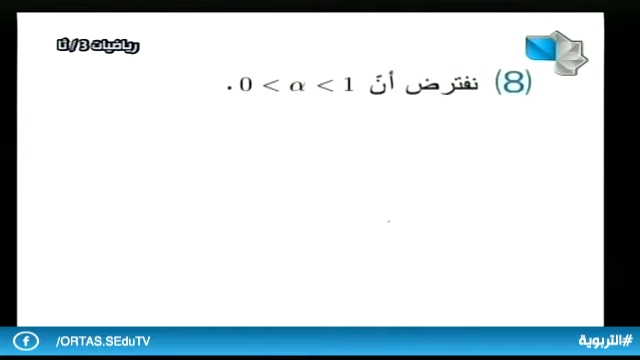 رياضيات 3/ثا
(8) نفترض أنّ 0 < α < 1 .
/ORTAS.SEduTV
#التربوية